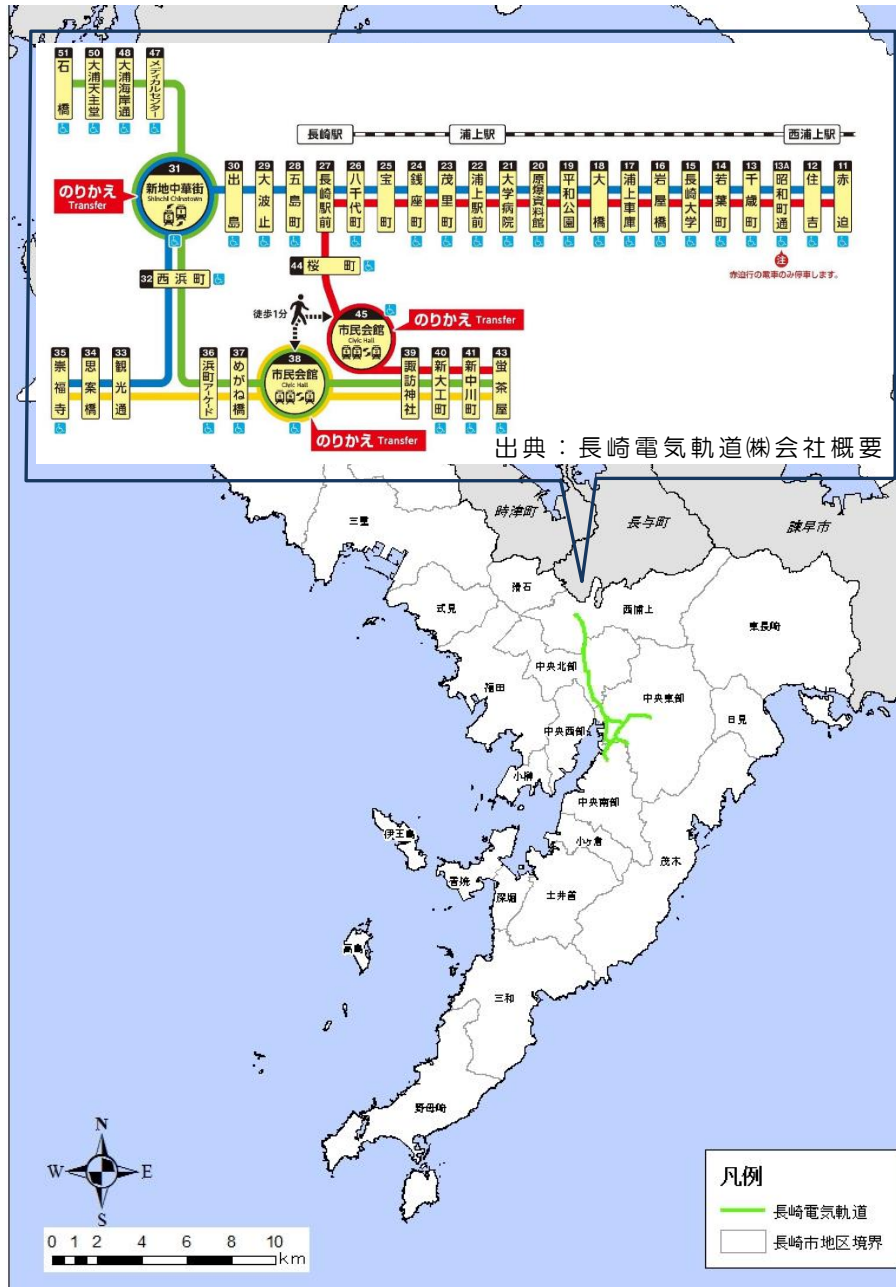 51
石橋
50
大浦天主堂
48
大浦海岸通
47
メディカルセンター
長崎駅
浦上駅
西浦上駅
31
新地中華街
Shinchi Chinatown
のりかえ
Transfer
30
出島
29
大波止
28
五島町
27
長崎駅前
26
八千代町
25
宝町
24
銭座町
23
茂里町
22
浦上駅前
21
大学病院
20
原爆資料館
19
平和公園
18
大橋
17
浦上車庫
16
岩屋橋
15
長崎大学
14
若葉町
13
千歳町
13A
昭和町通
12
住吉
11
赤迫
注
赤迫行の電車のみ停車します。
32 西浜町
44 桜町
徒歩1分
45
市民会館
Civic Hall
のりかえ Transfer
38
市民会館
Civic Hall
のりかえ Transfer
35
崇福寺
34
思案橋
33
観光通
36
浜町アーケード
37
めがね橋
39
諏訪神社
40
新大工町
41
新中川町
43
蛍茶屋
出典：長崎電気軌道㈱会社概要
時津町
長与町
諫早市
三重
滑石
西浦上
式見
東長崎
中央北部
福田
中央東部
日見
中央西部
小榊
中央南部
伊王島
小ヶ倉
茂木
香焼
深堀
土井首
高島
三和
野母崎
N
W
E
S
0 1 2 4 6 8 10
km
凡例
長崎電気軌道
長崎市地区境界